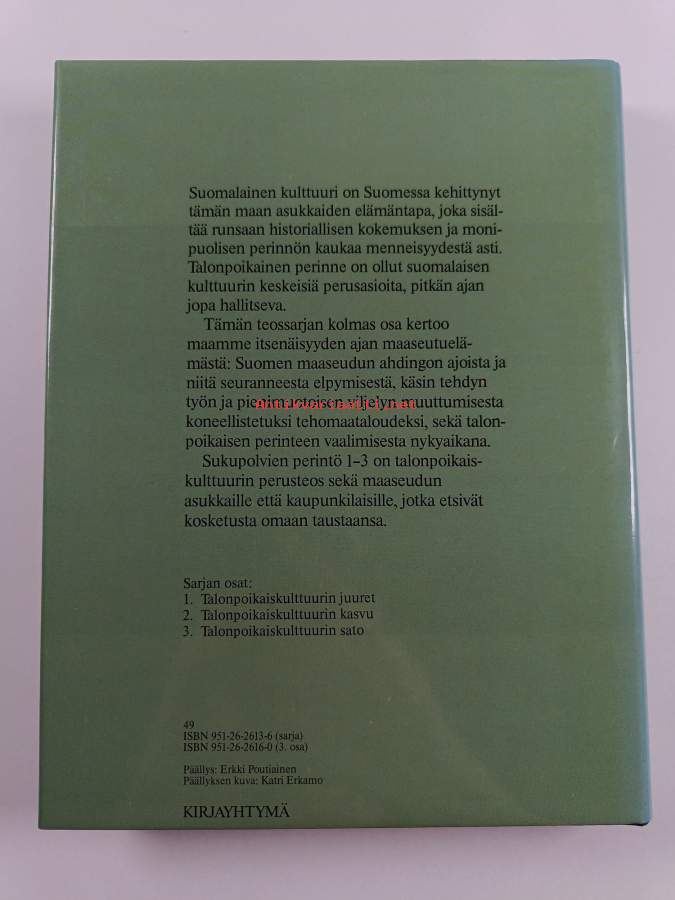 Suomalainen kulttuuri on Suomessa kehittynyt
tämän maan asukkaiden elämäntapa, joka sisäl-
tää runsaan historiallisen kokemuksen ja moni-
puolisen perinnön kaukaa menneisyydestä asti.
Talonpoikainen perinne on ollut suomalaisen
kulttuurin keskeisiä perusasioita, pitkän ajan
jopa hallitseva.
Tämän teossarjan kolmas osa kertoo
maamme itsenäisyyden ajan maaseutuelä-
mästä: Suomen maaseudun ahdingon ajoista ja
niitä seuranneesta elpymisestä, käsin tehdyn
työn ja pienimuotoisen viljelyn muuttumisesta
Antikvariaatti.net
koneellistetuksi tehomaataloudeksi, sekä talon-
poikaisen perinteen vaalimisesta nykyaikana.
Sukupolvien perintö 1-3 on talonpoikais-
kulttuurin perusteos sekä maaseudun
asukkaille että kaupunkilaisille, jotka etsivät
kosketusta omaan taustaansa.
Sarjan osat:
1. Talonpoikaiskulttuurin juuret
2. Talonpoikaiskulttuurin kasvu
3. Talonpoikaiskulttuurin sato
49
ISBN 951-26-2613-6 (sarja)
ISBN 951-26-2616-0 (3. osa)
Päällys: Erkki Poutiainen
Päällyksen kuva: Katri Erkamo
KIRJAYHTYMÄ